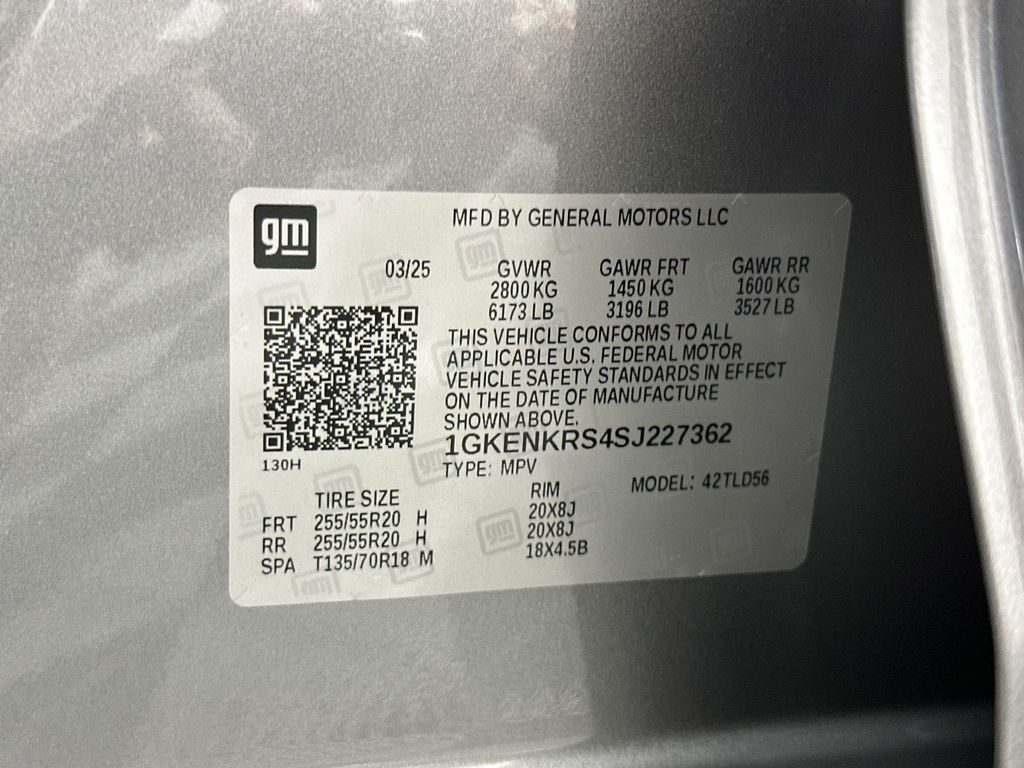 gm
MFD BY GENERAL MOTORS LLC
03/25 GVWR GAWR FRT GAWR RR
2800 KG 1450 KG 1600 KG
6173 LB 3196 LB 3527 LB
THIS VEHICLE CONFORMS TO ALL
APPLICABLE U.S. FEDERAL MOTOR
VEHICLE SAFETY STANDARDS IN EFFECT
ON THE DATE OF MANUFACTURE
SHOWN ABOVE.
1GKENKRS4SJ227362
130H
TYPE: MPV
MODEL: 42TLD56
TIRE SIZE RIM
FRT 255/55R20 H 20X8J
RR 255/55R20 H 20X8J
SPA T135/70R18 M 18X4.5B